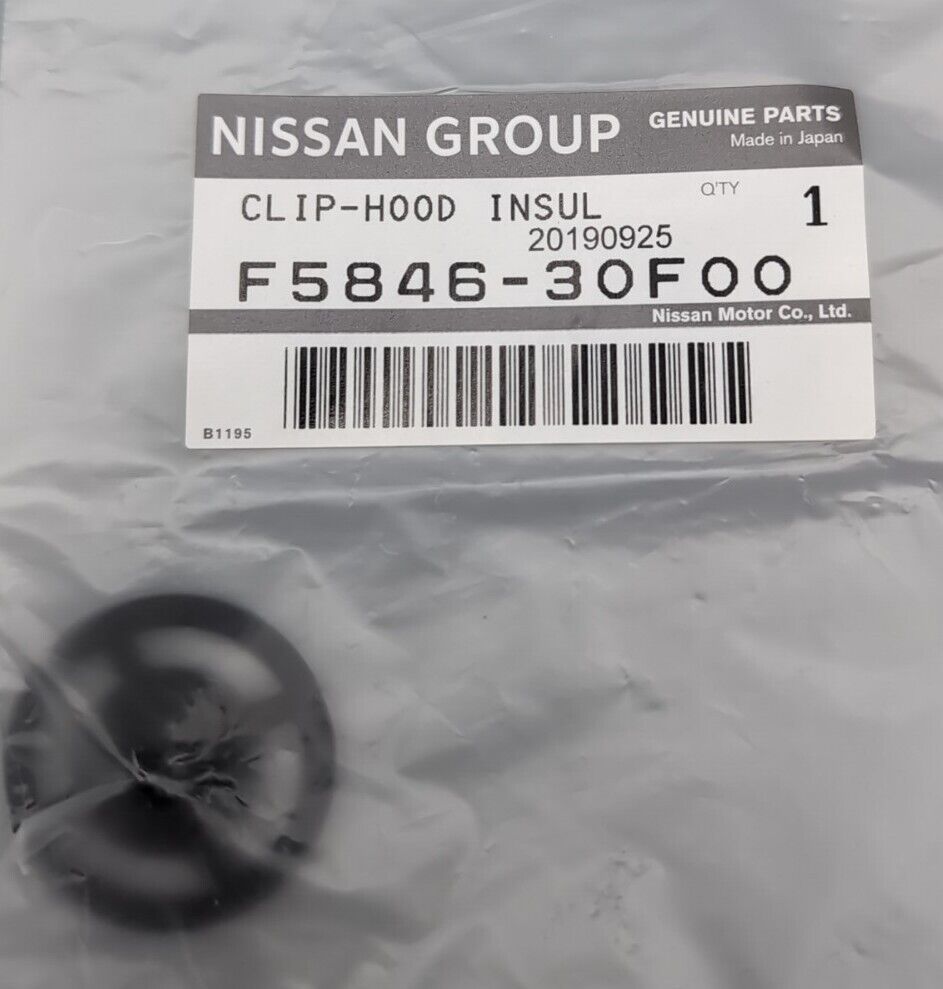 NISSAN GROUP
GENUINE PARTS
Made in Japan
CLIP-HOOD INSUL
Q'TY
1
20190925
F5846-30F00
Nissan Motor Co., Ltd.
B1195